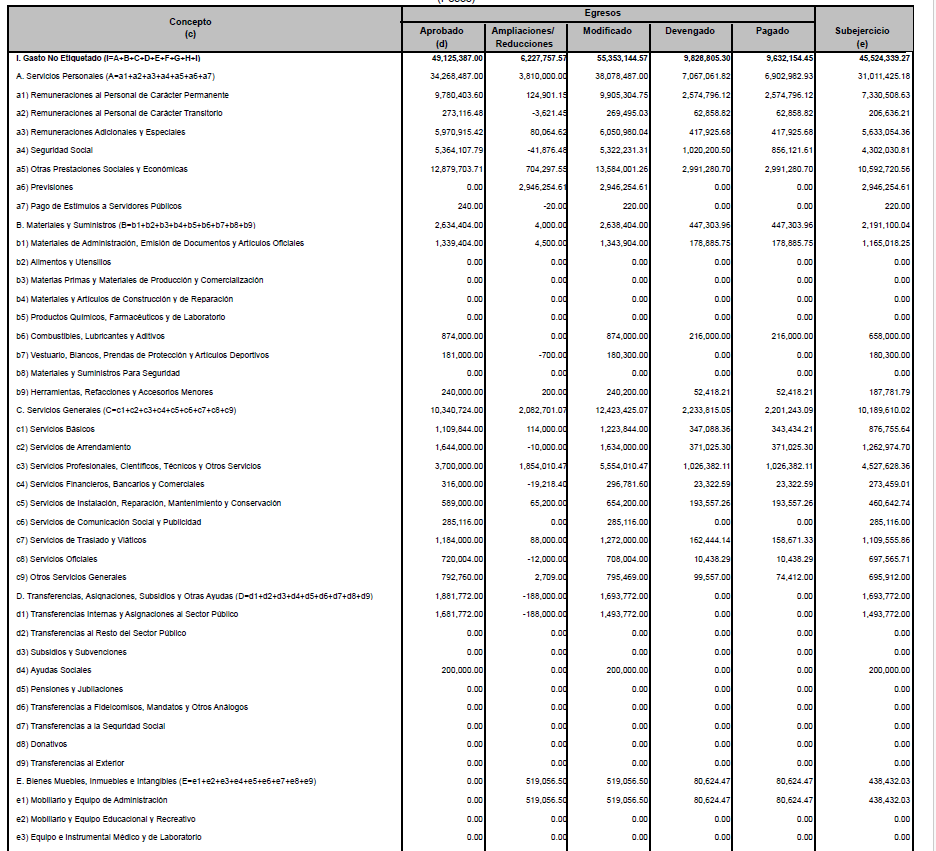 (Pesos)
Concepto
(c)
Egresos
Subejercicio
(e)
Aprobado
(d)
Ampliaciones/
Reducciones
Modificado
Devengado
Pagado
I. Gasto No Etiquetado (I=A+B+C+D+E+F+G+H+I) 49,125,387.00 6,227,757.57 55,353,144.57 9,828,805.30 9,632,154.45 45,524,339.27
A. Servicios Personales (A=a1+a2+a3+a4+a5+a6+a7) 34,268,487.00 3,810,000.00 38,078,487.00 7,067,061.82 6,902,982.93 31,011,425.18
a1) Remuneraciones al Personal de Carácter Permanente 9,780,403.60 124,901.15 9,905,304.75 2,574,796.12 2,574,796.12 7,330,508.63
a2) Remuneraciones al Personal de Carácter Transitorio 273,116.48 -3,621.45 269,495.03 62,858.82 62,858.82 206,636.21
a3) Remuneraciones Adicionales y Especiales 5,970,915.42 80,064.62 6,050,980.04 417,925.68 417,925.68 5,633,054.36
a4) Seguridad Social 5,364,107.79 -41,876.48 5,322,231.31 1,020,200.50 856,121.61 4,302,030.81
a5) Otras Prestaciones Sociales y Económicas 12,879,703.71 704,297.55 13,584,001.26 2,991,280.70 2,991,280.70 10,592,720.56
a6) Previsiones 0.00 2,946,254.61 2,946,254.61 0.00 0.00 2,946,254.61
a7) Pago de Estímulos a Servidores Públicos 240.00 -20.00 220.00 0.00 0.00 220.00
B. Materiales y Suministros (B=b1+b2+b3+b4+b5+b6+b7+b8+b9) 2,634,404.00 4,000.00 2,638,404.00 447,303.96 447,303.96 2,191,100.04
b1) Materiales de Administración, Emisión de Documentos y Artículos Oficiales 1,339,404.00 4,500.00 1,343,904.00 178,885.75 178,885.75 1,165,018.25
b2) Alimentos y Utensilios 0.00 0.00 0.00 0.00 0.00 0.00
b3) Materias Primas y Materiales de Producción y Comercialización 0.00 0.00 0.00 0.00 0.00 0.00
b4) Materiales y Artículos de Construcción y de Reparación 0.00 0.00 0.00 0.00 0.00 0.00
b5) Productos Químicos, Farmacéuticos y de Laboratorio 0.00 0.00 0.00 0.00 0.00 0.00
b6) Combustibles, Lubricantes y Aditivos 874,000.00 0.00 874,000.00 216,000.00 216,000.00 658,000.00
b7) Vestuario, Blancos, Prendas de Protección y Artículos Deportivos 181,000.00 -700.00 180,300.00 0.00 0.00 180,300.00
b8) Materiales y Suministros Para Seguridad 0.00 0.00 0.00 0.00 0.00 0.00
b9) Herramientas, Refacciones y Accesorios Menores 240,000.00 200.00 240,200.00 52,418.21 52,418.21 187,781.79
C. Servicios Generales (C=c1+c2+c3+c4+c5+c6+c7+c8+c9) 10,340,724.00 2,082,701.07 12,423,425.07 2,233,815.05 2,201,243.09 10,189,610.02
c1) Servicios Básicos 1,109,844.00 114,000.00 1,223,844.00 347,088.36 343,434.21 876,755.64
c2) Servicios de Arrendamiento 1,644,000.00 -10,000.00 1,634,000.00 371,025.30 371,025.30 1,262,974.70
c3) Servicios Profesionales, Científicos, Técnicos y Otros Servicios 3,700,000.00 1,854,010.47 5,554,010.47 1,026,382.11 1,026,382.11 4,527,628.36
c4) Servicios Financieros, Bancarios y Comerciales 316,000.00 -19,218.40 296,781.60 23,322.59 23,322.59 273,459.01
c5) Servicios de Instalación, Reparación, Mantenimiento y Conservación 589,000.00 65,200.00 654,200.00 193,557.26 193,557.26 460,642.74
c6) Servicios de Comunicación Social y Publicidad 285,116.00 0.00 285,116.00 0.00 0.00 285,116.00
c7) Servicios de Traslado y Viáticos 1,184,000.00 88,000.00 1,272,000.00 162,444.14 158,671.33 1,109,555.86
c8) Servicios Oficiales 720,004.00 -12,000.00 708,004.00 10,438.29 10,438.29 697,565.71
c9) Otros Servicios Generales 792,760.00 2,709.00 795,469.00 99,557.00 74,412.00 695,912.00
D. Transferencias, Asignaciones, Subsidios y Otras Ayudas (D=d1+d2+d3+d4+d5+d6+d7+d8+d9) 1,881,772.00 -188,000.00 1,693,772.00 0.00 0.00 1,693,772.00
d1) Transferencias Internas y Asignaciones al Sector Público 1,681,772.00 -188,000.00 1,493,772.00 0.00 0.00 1,493,772.00
d2) Transferencias al Resto del Sector Público 0.00 0.00 0.00 0.00 0.00 0.00
d3) Subsidios y Subvenciones 0.00 0.00 0.00 0.00 0.00 0.00
d4) Ayudas Sociales 200,000.00 0.00 200,000.00 0.00 0.00 200,000.00
d5) Pensiones y Jubilaciones 0.00 0.00 0.00 0.00 0.00 0.00
d6) Transferencias a Fideicomisos, Mandatos y Otros Análogos 0.00 0.00 0.00 0.00 0.00 0.00
d7) Transferencias a la Seguridad Social 0.00 0.00 0.00 0.00 0.00 0.00
d8) Donativos 0.00 0.00 0.00 0.00 0.00 0.00
d9) Transferencias al Exterior 0.00 0.00 0.00 0.00 0.00 0.00
E. Bienes Muebles, Inmuebles e Intangibles (E=e1+e2+e3+e4+e5+e6+e7+e8+e9) 0.00 519,056.50 519,056.50 80,624.47 80,624.47 438,432.03
e1) Mobiliario y Equipo de Administración 0.00 519,056.50 519,056.50 80,624.47 80,624.47 438,432.03
e2) Mobiliario y Equipo Educacional y Recreativo 0.00 0.00 0.00 0.00 0.00 0.00
e3) Equipo e Instrumental Médico y de Laboratorio 0.00 0.00 0.00 0.00 0.00 0.00